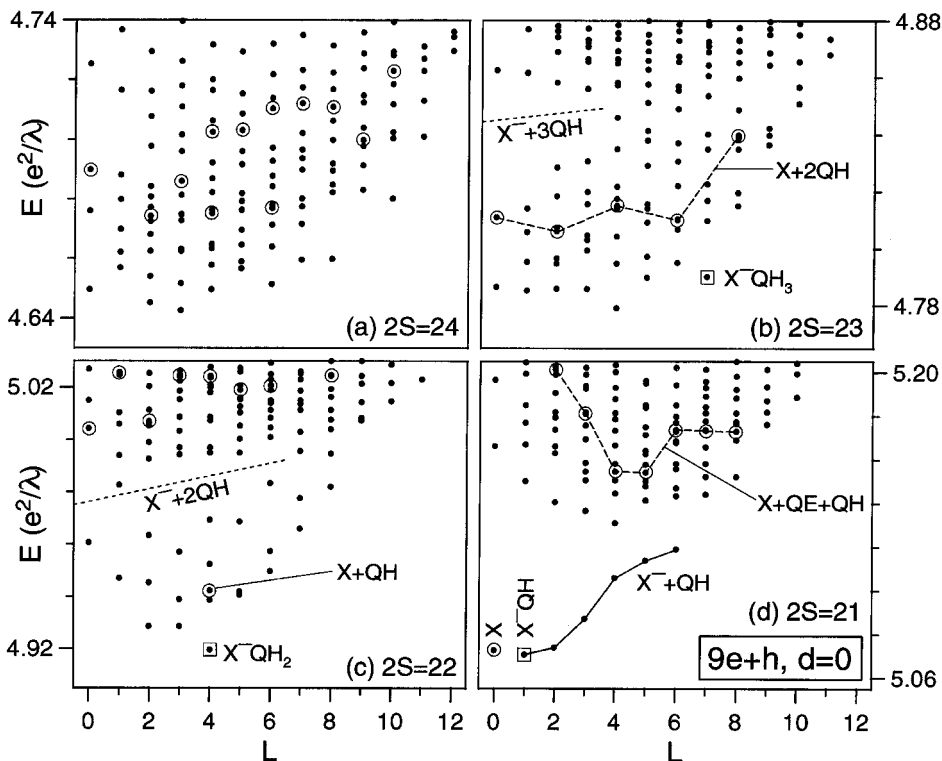 4.74
4.64
E (e²/λ)
(a) 2S=24
4.88
4.78
X⁻+3QH
X+2QH
X⁻QH₃
(b) 2S=23
5.02
4.92
E (e²/λ)
X⁻+2QH
X+QH
X⁻QH₂
(c) 2S=22
0 2 4 6 8 10 12
L
5.20
5.06
X+QE+QH
X⁻+QH
X
X⁻QH
(d) 2S=21
9e+h, d=0
0 2 4 6 8 10 12
L